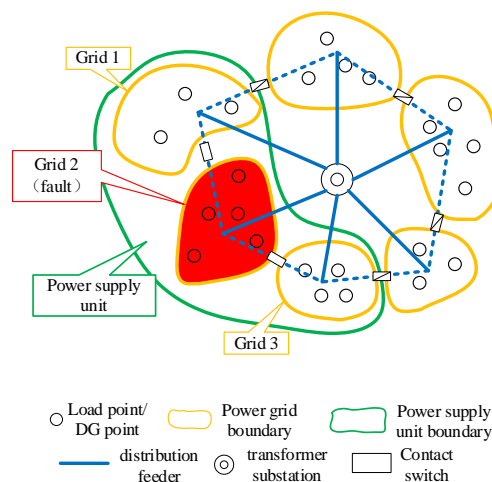 Grid 1
Grid 2
（fault）
Power supply
unit
Grid 3
Load point/
DG point
Power grid
boundary
Power supply
unit boundary
distribution
feeder
transformer
substation
Contact
switch